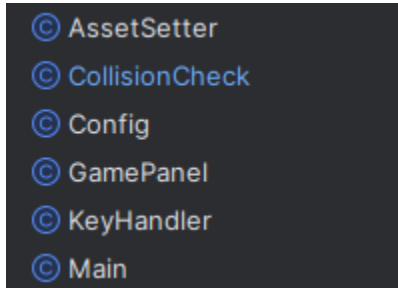 AssetSetter
CollisionCheck
Config
GamePanel
KeyHandler
Main